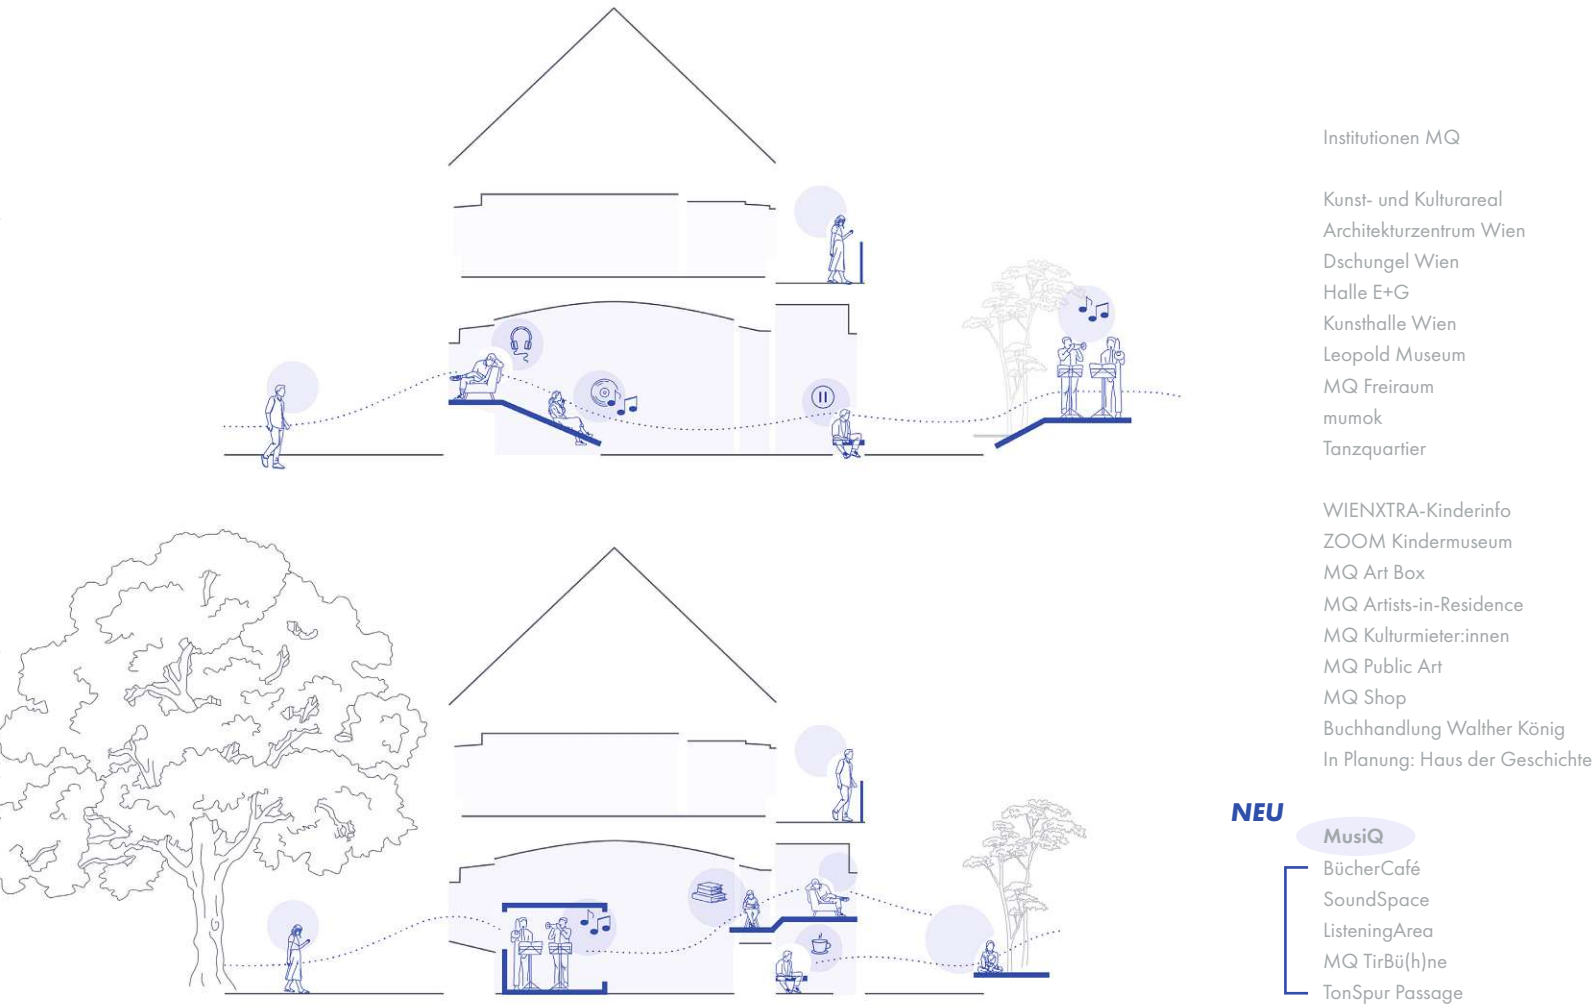 Institutionen MQ
Kunst- und Kulturareal
Architekturzentrum Wien
Dschungel Wien
Halle E+G
Kunsthalle Wien
Leopold Museum
MQ Freiraum
mumok
Tanzquartier
WIENXTRA-Kinderinfo
ZOOM Kindermuseum
MQ Art Box
MQ Artists-in-Residence
MQ Kulturmieter:innen
MQ Public Art
MQ Shop
Buchhandlung Walther König
In Planung: Haus der Geschichte
NEU
MusiQ
BücherCafé
SoundSpace
ListeningArea
MQ TirBü(h)ne
TonSpur Passage